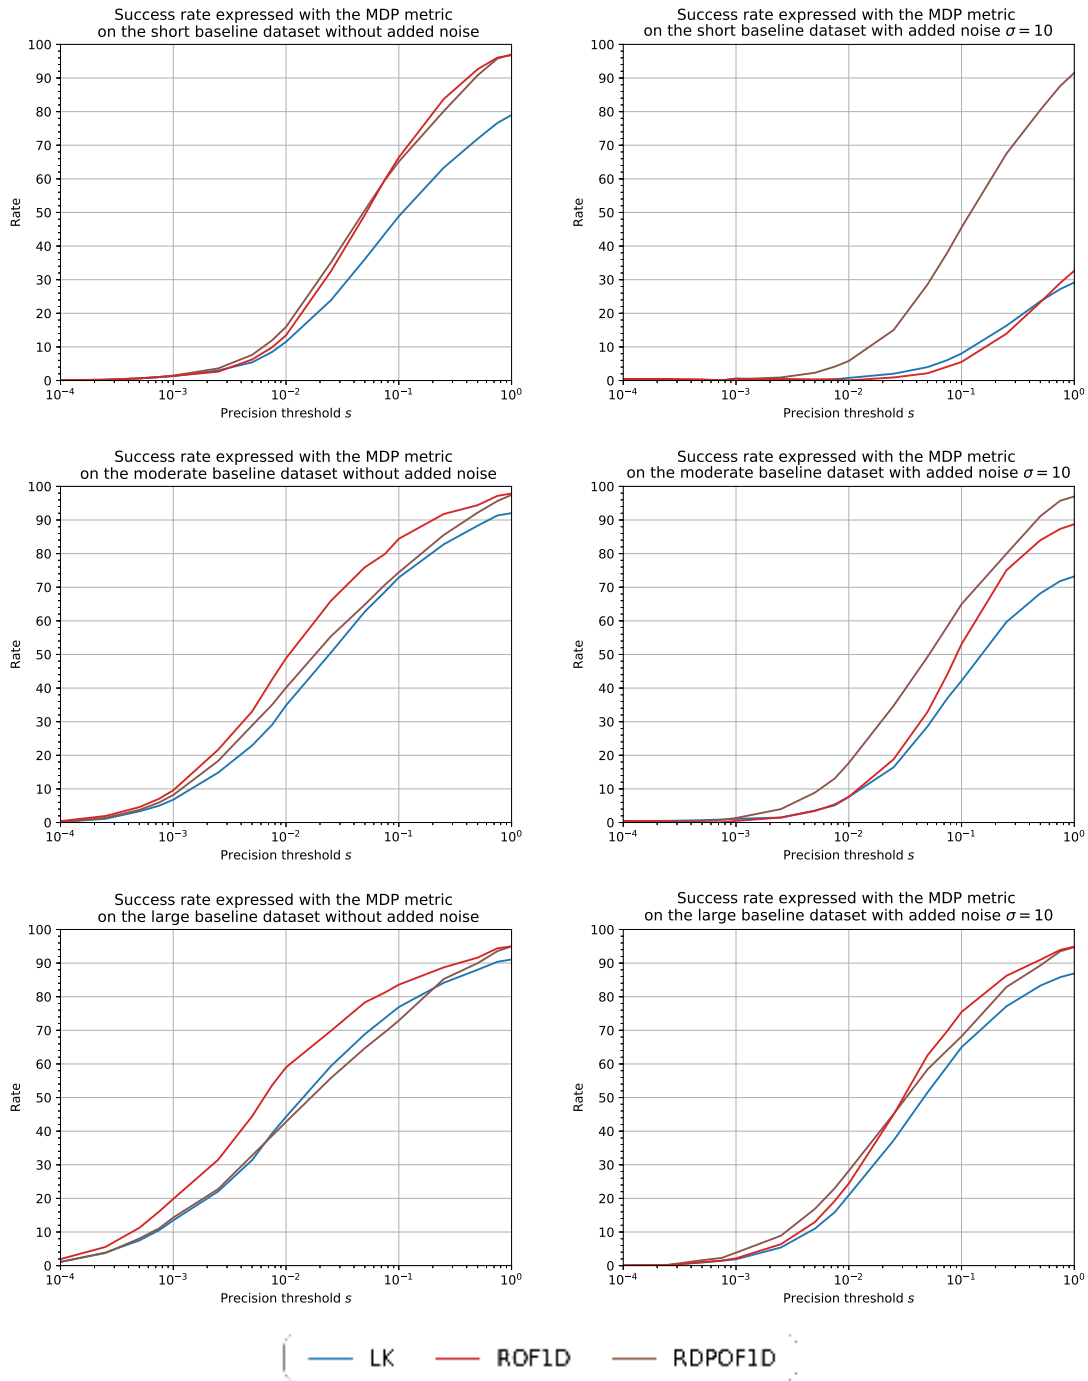 Success rate expressed with the MDP metric
on the short baseline dataset without added noise
100
90
80
70
60
50
40
30
20
10
0
Rate
10⁻⁴ 10⁻³ 10⁻² 10⁻¹ 10⁰
Precision threshold s
Success rate expressed with the MDP metric
on the short baseline dataset with added noise σ = 10
100
90
80
70
60
50
40
30
20
10
0
Rate
10⁻⁴ 10⁻³ 10⁻² 10⁻¹ 10⁰
Precision threshold s
Success rate expressed with the MDP metric
on the moderate baseline dataset without added noise
100
90
80
70
60
50
40
30
20
10
0
Rate
10⁻⁴ 10⁻³ 10⁻² 10⁻¹ 10⁰
Precision threshold s
Success rate expressed with the MDP metric
on the moderate baseline dataset with added noise σ = 10
100
90
80
70
60
50
40
30
20
10
0
Rate
10⁻⁴ 10⁻³ 10⁻² 10⁻¹ 10⁰
Precision threshold s
Success rate expressed with the MDP metric
on the large baseline dataset without added noise
100
90
80
70
60
50
40
30
20
10
0
Rate
10⁻⁴ 10⁻³ 10⁻² 10⁻¹ 10⁰
Precision threshold s
Success rate expressed with the MDP metric
on the large baseline dataset with added noise σ = 10
100
90
80
70
60
50
40
30
20
10
0
Rate
10⁻⁴ 10⁻³ 10⁻² 10⁻¹ 10⁰
Precision threshold s
LK ROF1D RDPOF1D